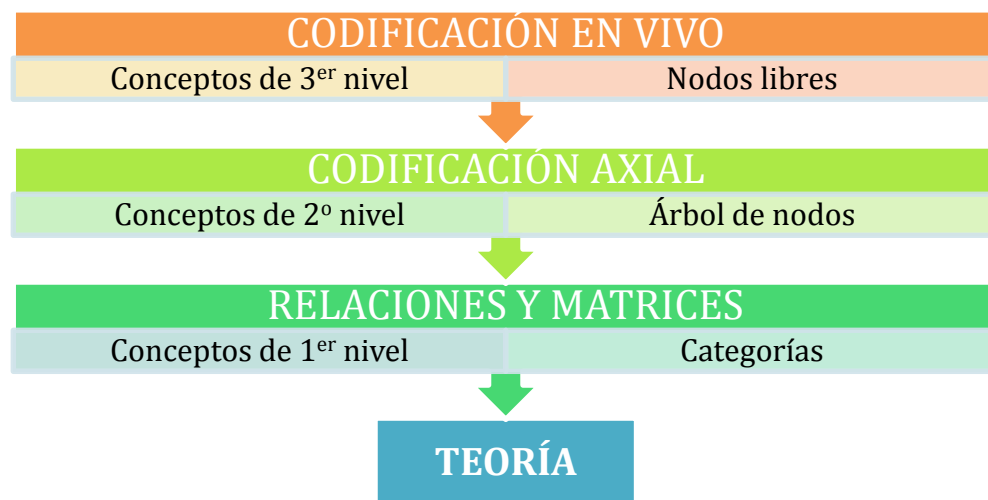 CODIFICACIÓN EN VIVO
Conceptos de 3er nivel
Nodos libres
CODIFICACIÓN AXIAL
Conceptos de 2o nivel
Árbol de nodos
RELACIONES Y MATRICES
Conceptos de 1er nivel
Categorías
TEORÍA